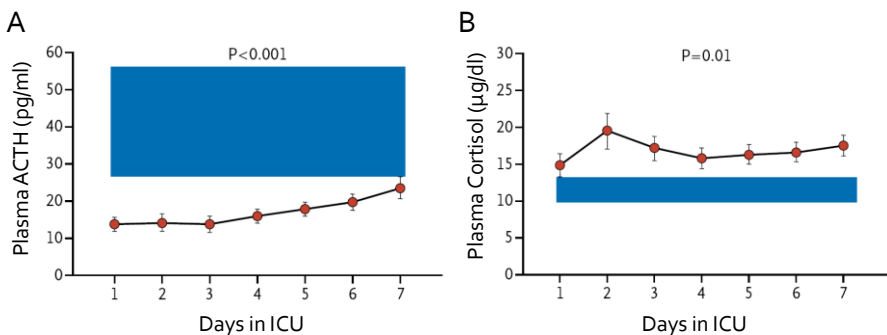 A
P<0.001
Plasma ACTH (pg/ml)
60
50
40
30
20
10
0
1 2 3 4 5 6 7
Days in ICU
B
P=0.01
Plasma Cortisol (µg/dl)
30
25
20
15
10
5
0
1 2 3 4 5 6 7
Days in ICU